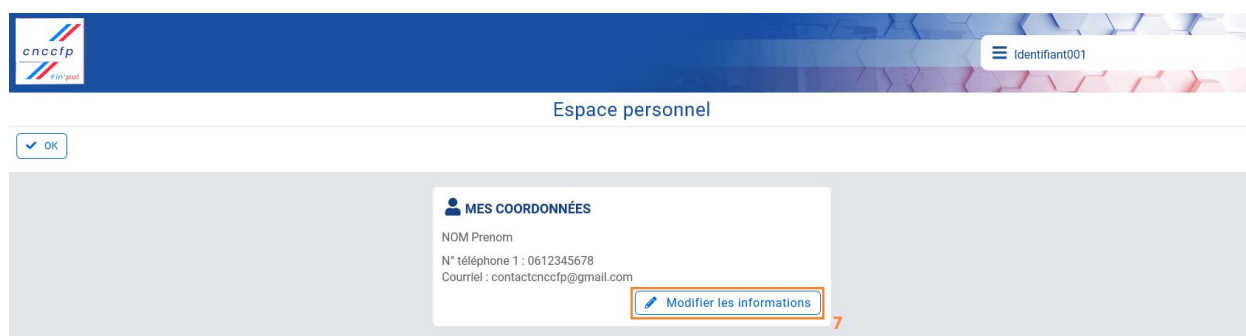 cnccfp
Fin'pol
Identifiant001
Espace personnel
OK
MES COORDONNÉES
NOM Prenom
N° téléphone 1 : 0612345678
Courriel : contactcnccfp@gmail.com
Modifier les informations
7